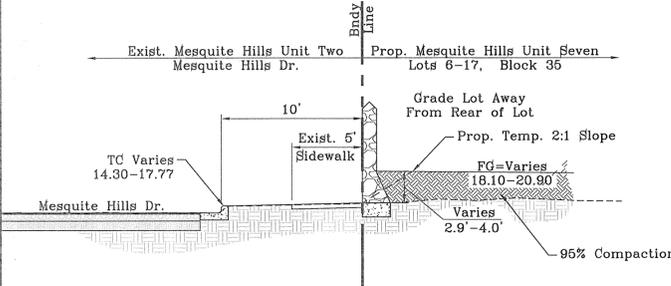 Bndy
Line
Exist. Mesquite Hills Unit Two
Prop. Mesquite Hills Unit Seven
Mesquite Hills Dr.
Lots 6-17, Block 35
Grade Lot Away
From Rear of Lot
10'
Exist. 5'
Sidewalk
Prop. Temp. 2:1 Slope
TC Varies
14.30-17.77
FG=Varies
18.10-20.90
Mesquite Hills Dr.
Varies
2.9'-4.0'
95% Compaction